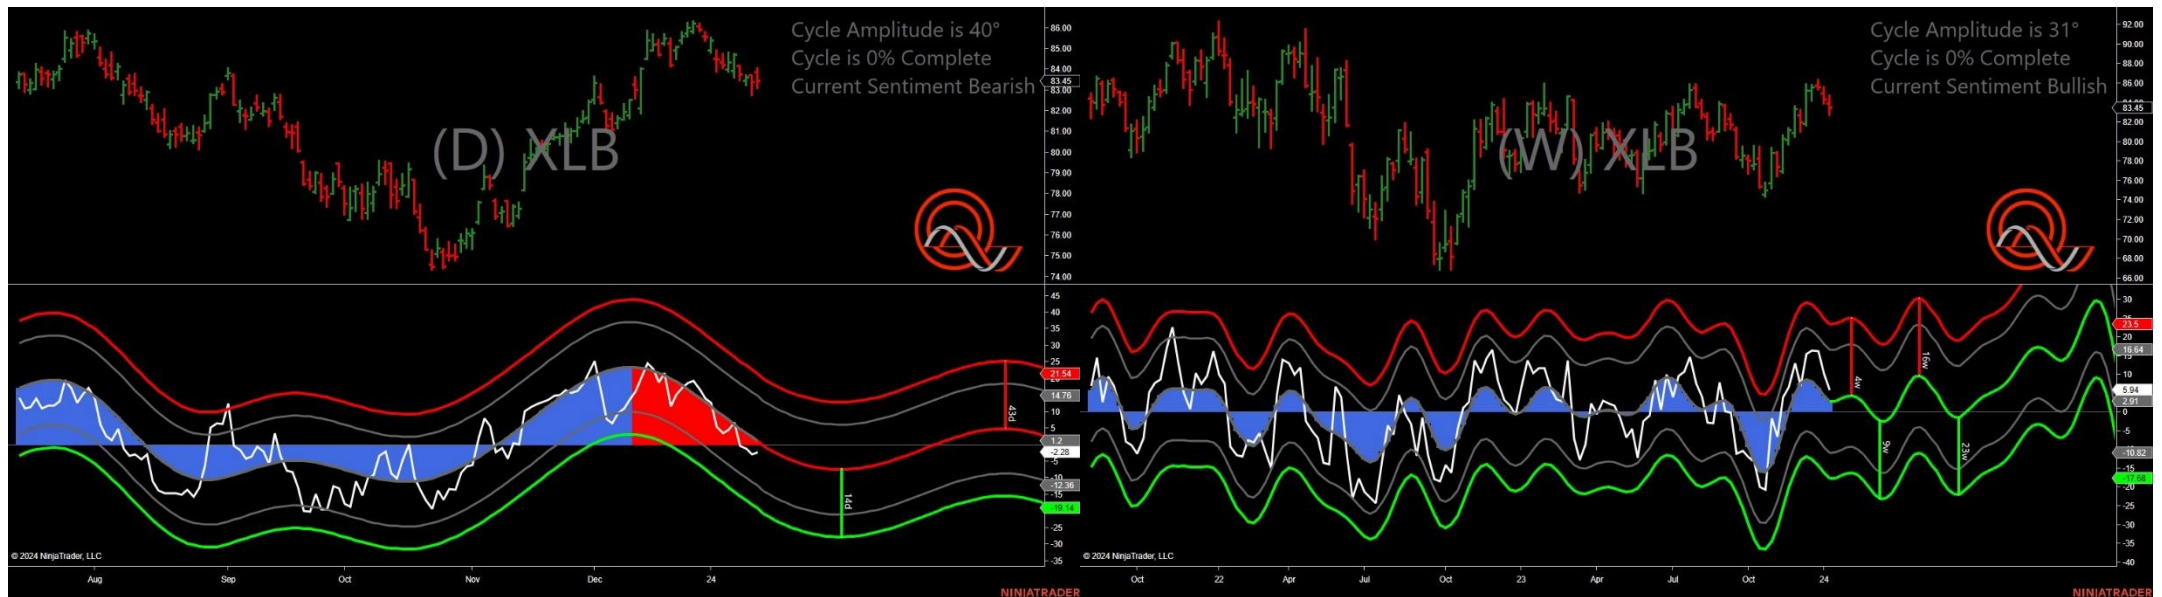 Cycle Amplitude is 40°
Cycle is 0% Complete
Current Sentiment Bearish
(D) XLB
86.00
85.00
84.00
83.45
83.00
82.00
81.00
80.00
79.00
78.00
77.00
76.00
75.00
74.00
45
40
35
30
25
21.54
14.76
10
5
1.2
-2.28
-5
-10
-12.36
-15
-19.14
-25
-30
-35
43d
14d
© 2024 NinjaTrader, LLC
Aug
Sep
Oct
Nov
Dec
24
NINJATRADER
Cycle Amplitude is 31°
Cycle is 0% Complete
Current Sentiment Bullish
(W) XLB
92.00
90.00
88.00
86.00
83.45
82.00
80.00
78.00
76.00
74.00
72.00
70.00
68.00
66.00
30
23.5
20
16.64
10
5.94
2.91
0
-5
-10.82
-15
-17.68
-20
-25
-30
-35
-40
4w
16w
9w
23w
© 2024 NinjaTrader, LLC
Oct
22
Apr
Jul
Oct
23
Apr
Jul
Oct
24
NINJATRADER